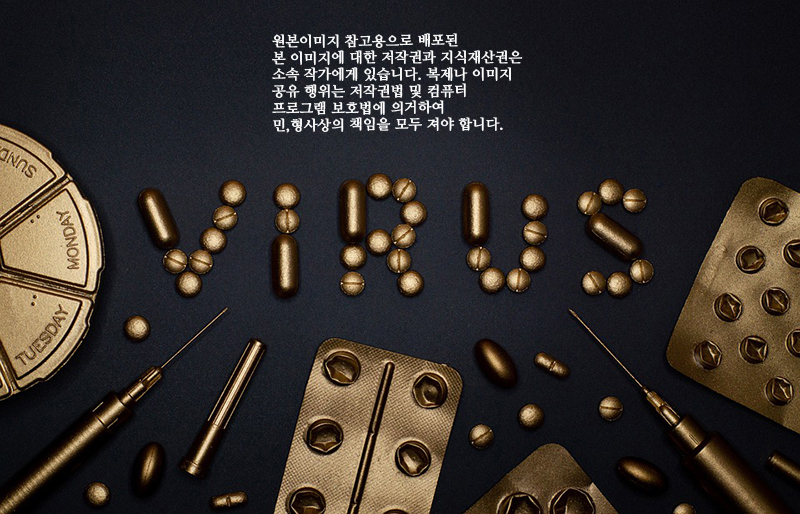 원본이미지 참고용으로 배포된
본 이미지에 대한 저작권과 지식재산권은
소속 작가에게 있습니다. 복제나 이미지
공유 행위는 저작권법 및 컴퓨터
프로그램 보호법에 의거하여
민,형사상의 책임을 모두 져야 합니다.
VIRUS
SUNDAY
MONDAY
TUESDAY